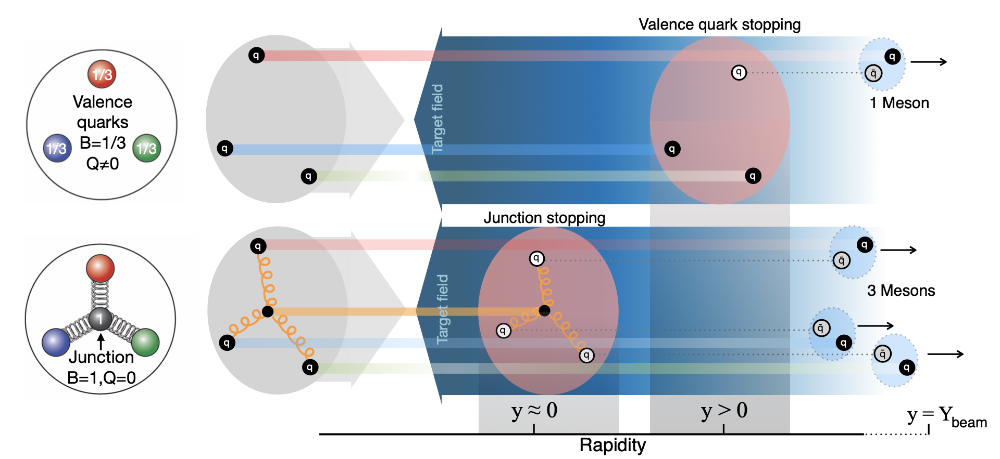 Valence quark stopping
q
q
q
1/3
1/3
1/3
Valence
quarks
B=1/3
Q≠0
Target field
q
q
q
q
q̄
1 Meson
Junction stopping
q
q
q
1
Junction
B=1,Q=0
Target field
q
q
q
q
q̄
3 Mesons
q̄
q
q̄
q
y ≈ 0
y > 0
y = Ybeam
Rapidity